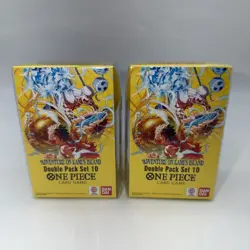 ADVENTURE ON KAMI'S ISLAND
Double Pack Set 10
ONE PIECE
CARD GAME
BANDAI
ADVENTURE ON KAMI'S ISLAND
Double Pack Set 10
ONE PIECE
CARD GAME
BANDAI